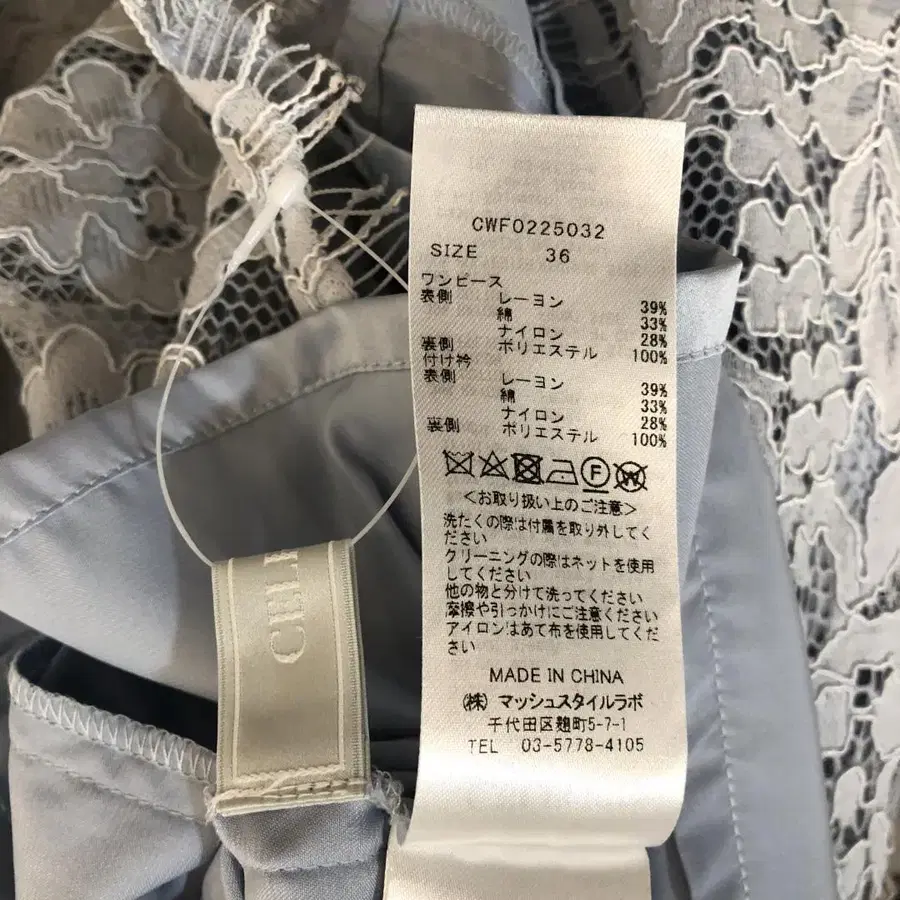 CWFO225032
SIZE 36
ワンピース
表側 レーヨン 39%
綿 33%
ナイロン 28%
裏側 ポリエステル 100%
付け衿
表側 レーヨン 39%
綿 33%
ナイロン 28%
裏側 ポリエステル 100%
F W
<お取り扱い上のご注意>
洗たくの際は付属を取り外してく
ださい
クリーニングの際はネットを使用
してください
他の物と分けて洗ってください
摩擦や引っかけにご注意ください
アイロンはあて布を使用してくだ
さい
MADE IN CHINA
(株) マッシュスタイルラボ
千代田区麹町5-7-1
TEL 03-5778-4105